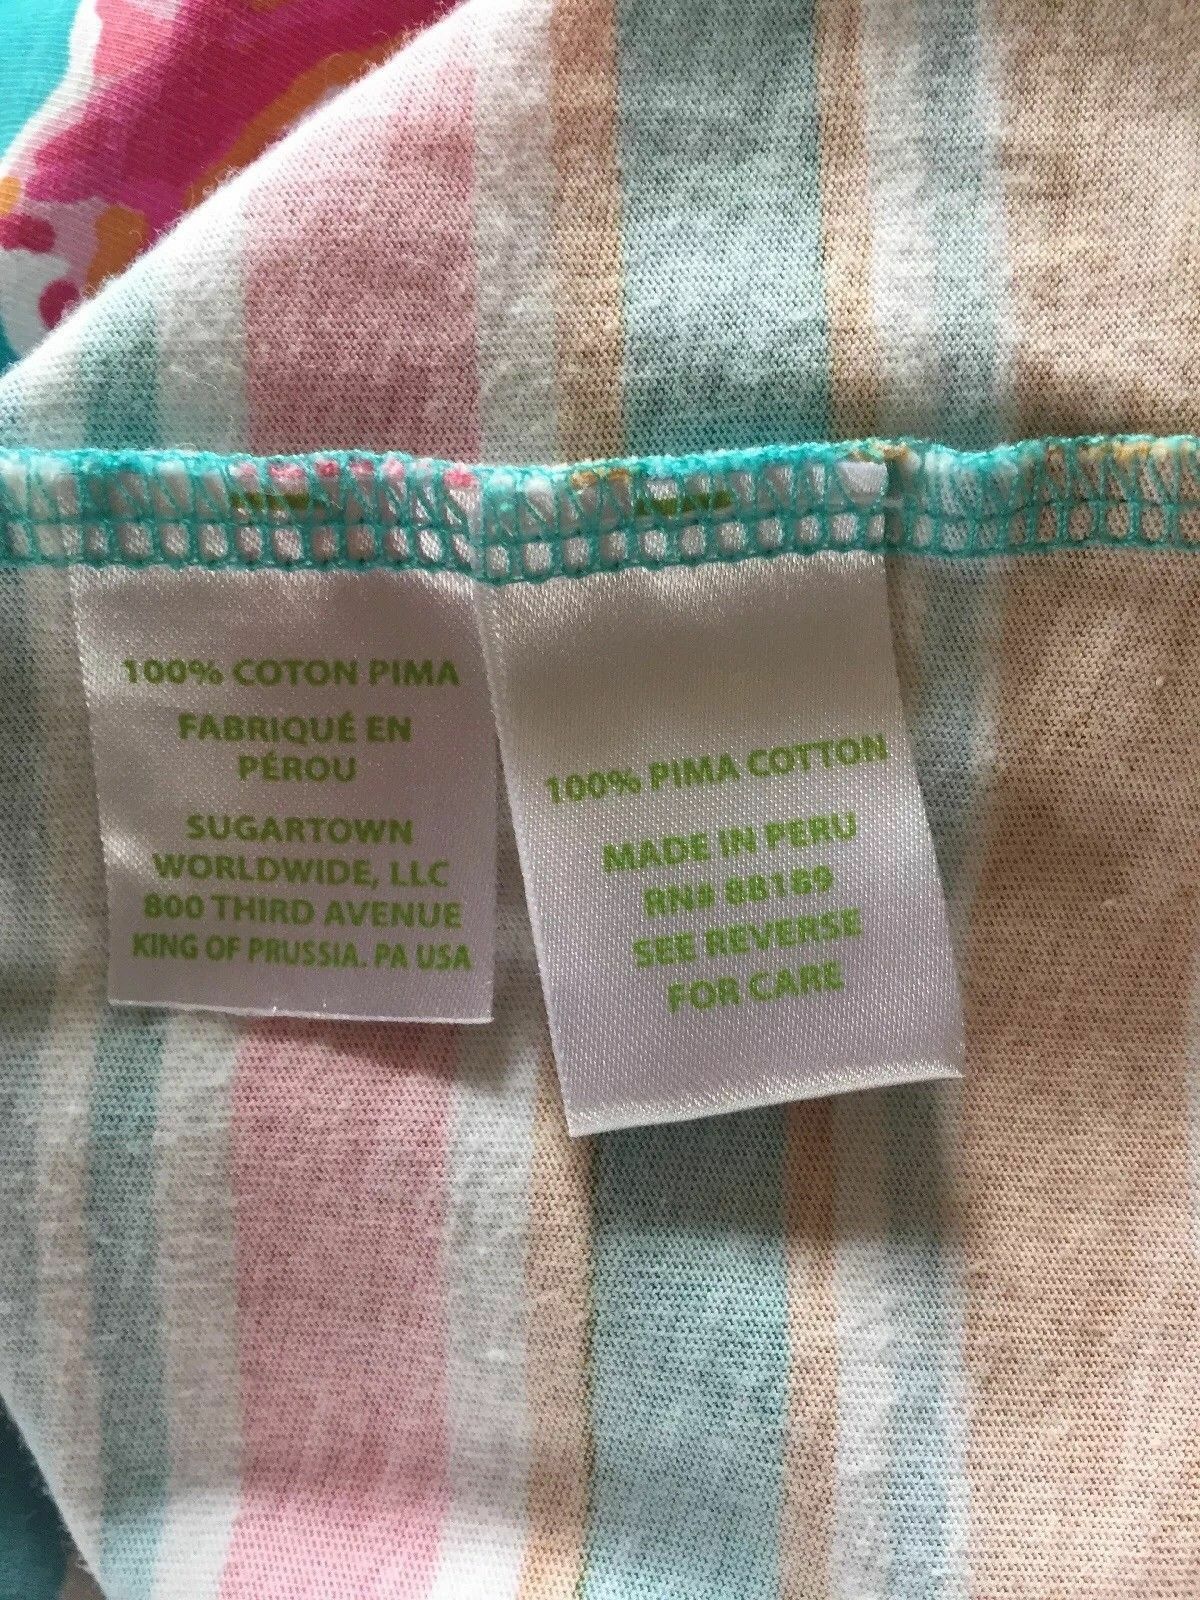 100% COTON PIMA
FABRIQUÉ EN
PÉROU
SUGARTOWN
WORLDWIDE, LLC
800 THIRD AVENUE
KING OF PRUSSIA. PA USA
100% PIMA COTTON
MADE IN PERU
RN# 88189
SEE REVERSE
FOR CARE